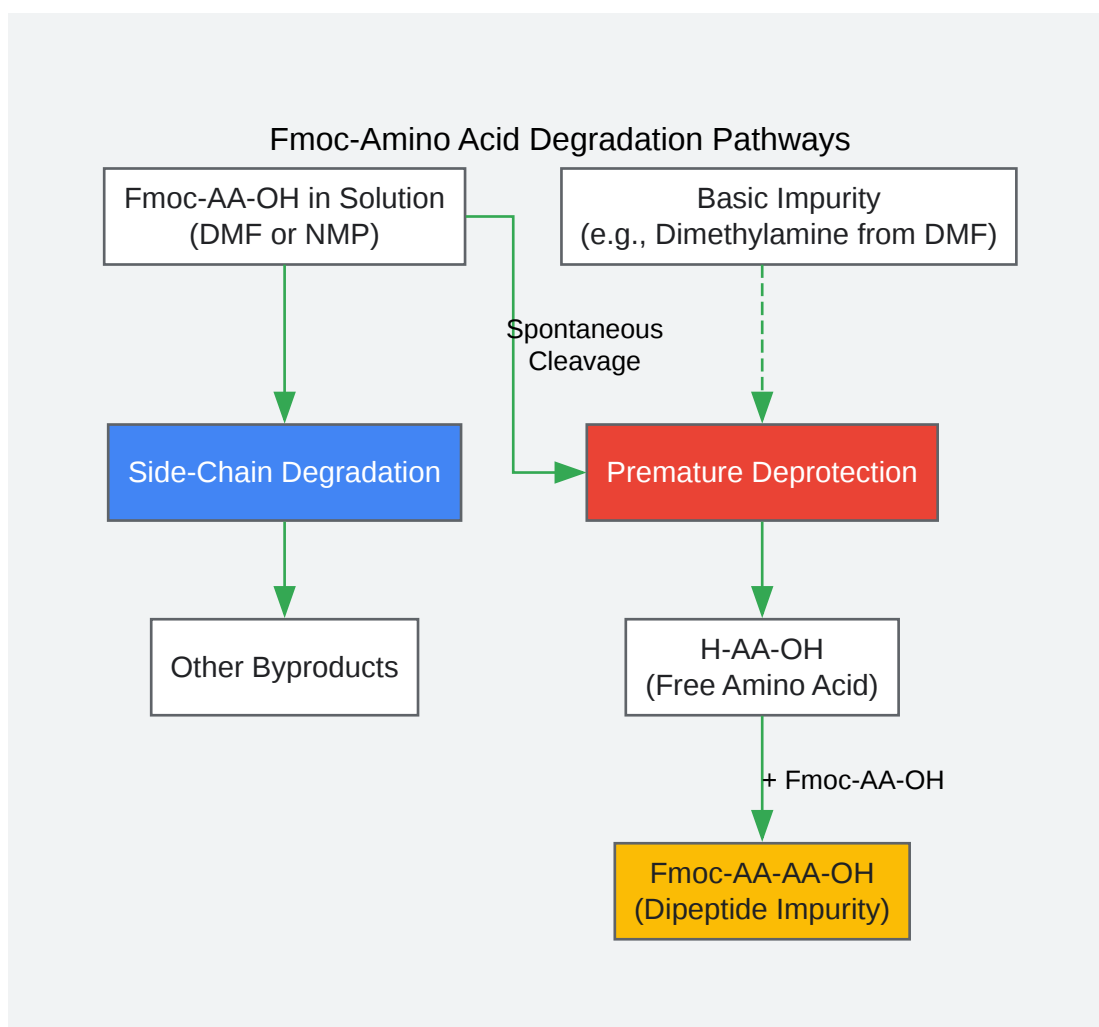 Fmoc-Amino Acid Degradation Pathways
Fmoc-AA-OH in Solution
(DMF or NMP)
Basic Impurity
(e.g., Dimethylamine from DMF)
Spontaneous
Cleavage
Side-Chain Degradation
Premature Deprotection
Other Byproducts
H-AA-OH
(Free Amino Acid)
+ Fmoc-AA-OH
Fmoc-AA-AA-OH
(Dipeptide Impurity)